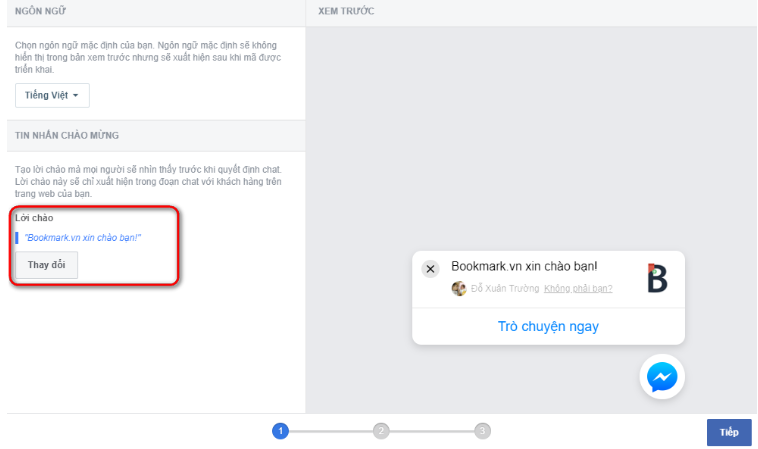 NGÔN NGỮ
XEM TRƯỚC
Chọn ngôn ngữ mặc định của bạn. Ngôn ngữ mặc định sẽ không
hiển thị trong bản xem trước nhưng sẽ xuất hiện sau khi mã được
triển khai.
Tiếng Việt
TIN NHẮN CHÀO MỪNG
Tạo lời chào mà mọi người sẽ nhìn thấy trước khi quyết định chat.
Lời chào này sẽ chỉ xuất hiện trong đoạn chat với khách hàng trên
trang web của bạn.
Lời chào
"Bookmark.vn xin chào bạn!"
Thay đổi
Bookmark.vn xin chào bạn!
Đỗ Xuân Trường Không phải bạn?
B
Trò chuyện ngay
1
2
3
Tiếp